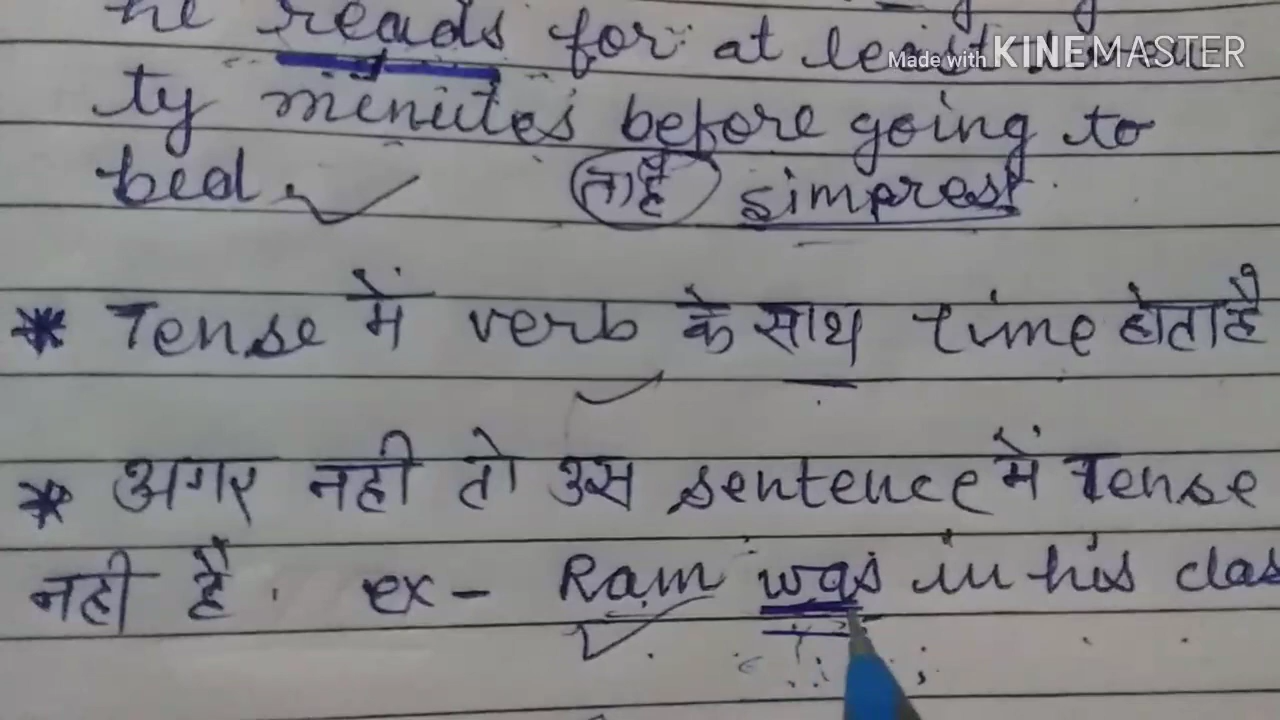 he reads for at least
ty minutes before going to
bed. ता है simprest.
* Tense में verb के साथ time होता है
* अगर नही तो उस sentence में Tense
नही है. ex- Ram was in his clas
Made with KINEMASTER